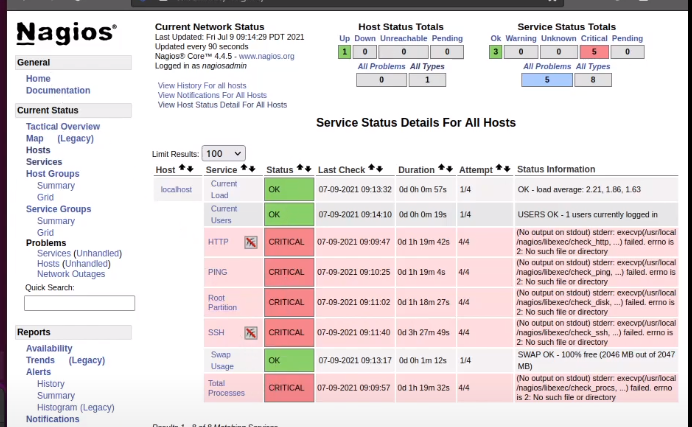 Nagios®
General
Home
Documentation
Current Status
Tactical Overview
Map (Legacy)
Hosts
Services
Host Groups
Summary
Grid
Service Groups
Summary
Grid
Problems
Services (Unhandled)
Hosts (Unhandled)
Network Outages
Quick Search:
Reports
Availability
Trends (Legacy)
Alerts
History
Summary
Histogram (Legacy)
Notifications
Current Network Status
Last Updated: Fri Jul 9 09:14:29 PDT 2021
Updated every 90 seconds
Nagios® Core™ 4.4.5 - www.nagios.org
Logged in as nagiosadmin
View History For all hosts
View Notifications For All Hosts
View Host Status Detail For All Hosts
Host Status Totals
Up Down Unreachable Pending
1 0 0 0
All Problems All Types
0 1
Service Status Totals
Ok Warning Unknown Critical Pending
3 0 0 5 0
All Problems All Types
5 8
Service Status Details For All Hosts
Limit Results: 100
Host Service Status Last Check Duration Attempt Status Information
localhost Current Load OK 07-09-2021 09:13:32 0d 0h 0m 57s 1/4 OK - load average: 2.21, 1.86, 1.63
Current Users OK 07-09-2021 09:14:10 0d 0h 0m 19s 1/4 USERS OK - 1 users currently logged in
HTTP CRITICAL 07-09-2021 09:09:47 0d 1h 19m 42s 4/4 (No output on stdout) stderr: execvp(/usr/local
/nagios/libexec/check_http, ...) failed. errno is
2: No such file or directory
PING CRITICAL 07-09-2021 09:10:25 0d 1h 19m 4s 4/4 (No output on stdout) stderr: execvp(/usr/local
/nagios/libexec/check_ping, ...) failed. errno is
2: No such file or directory
Root Partition CRITICAL 07-09-2021 09:11:02 0d 1h 18m 27s 4/4 (No output on stdout) stderr: execvp(/usr/local
/nagios/libexec/check_disk, ...) failed. errno is
2: No such file or directory
SSH CRITICAL 07-09-2021 09:11:40 0d 3h 27m 49s 4/4 (No output on stdout) stderr: execvp(/usr/local
/nagios/libexec/check_ssh, ...) failed. errno is
2: No such file or directory
Swap Usage OK 07-09-2021 09:13:17 0d 0h 1m 12s 1/4 SWAP OK - 100% free (2046 MB out of 2047
MB)
Total Processes CRITICAL 07-09-2021 09:09:57 0d 1h 19m 32s 4/4 (No output on stdout) stderr: execvp(/usr/local
/nagios/libexec/check_procs, ...) failed. errno
is 2: No such file or directory
Results 1 - 8 of 8 Matching Services